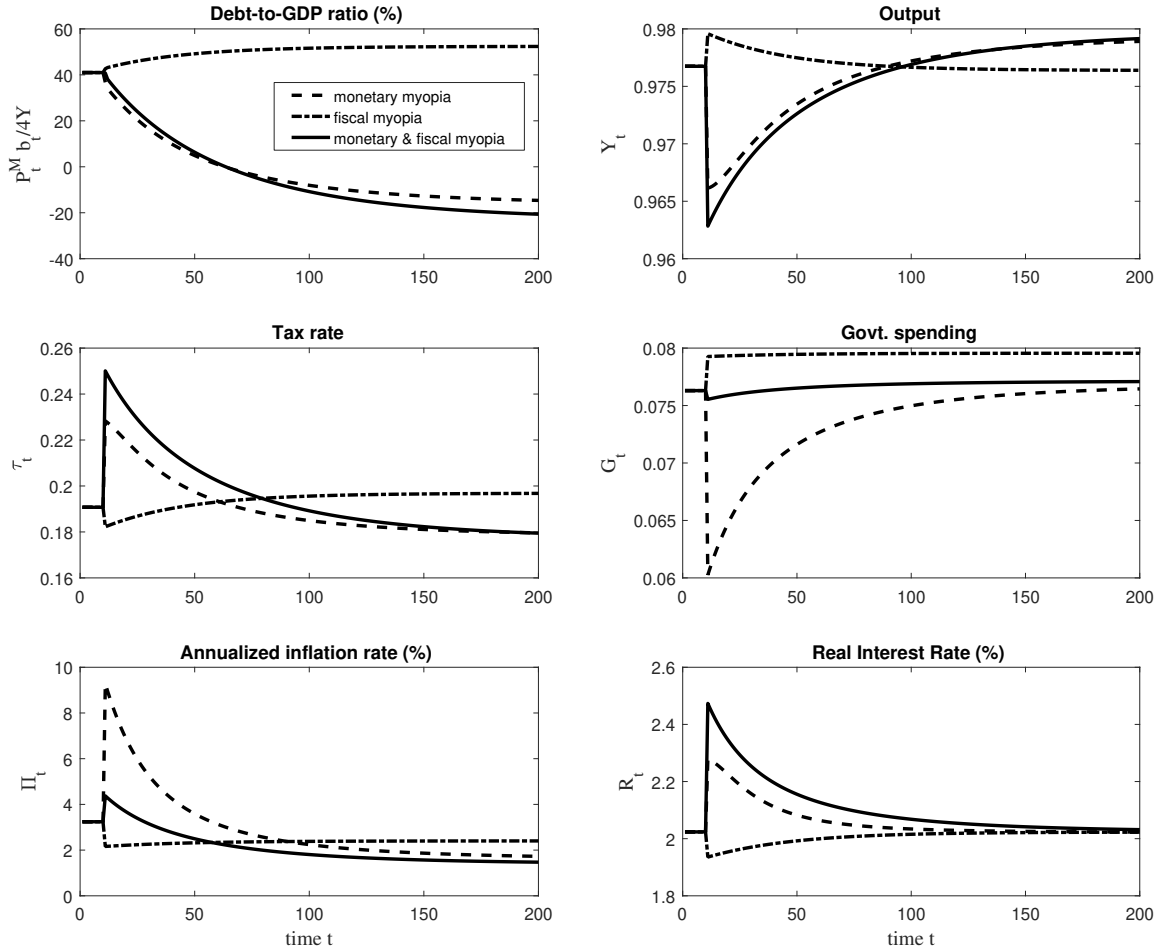 Debt-to-GDP ratio (%)
P_t^M b_t/4Y
60
40
20
0
-20
-40
0 50 100 150 200
monetary myopia
fiscal myopia
monetary & fiscal myopia
Output
Y_t
0.98
0.975
0.97
0.965
0.96
0 50 100 150 200
Tax rate
τ_t
0.26
0.24
0.22
0.2
0.18
0.16
0 50 100 150 200
Govt. spending
G_t
0.08
0.075
0.07
0.065
0.06
0 50 100 150 200
Annualized inflation rate (%)
Π_t
10
8
6
4
2
0
0 50 100 150 200
time t
Real Interest Rate (%)
R_t
2.6
2.4
2.2
2
1.8
0 50 100 150 200
time t